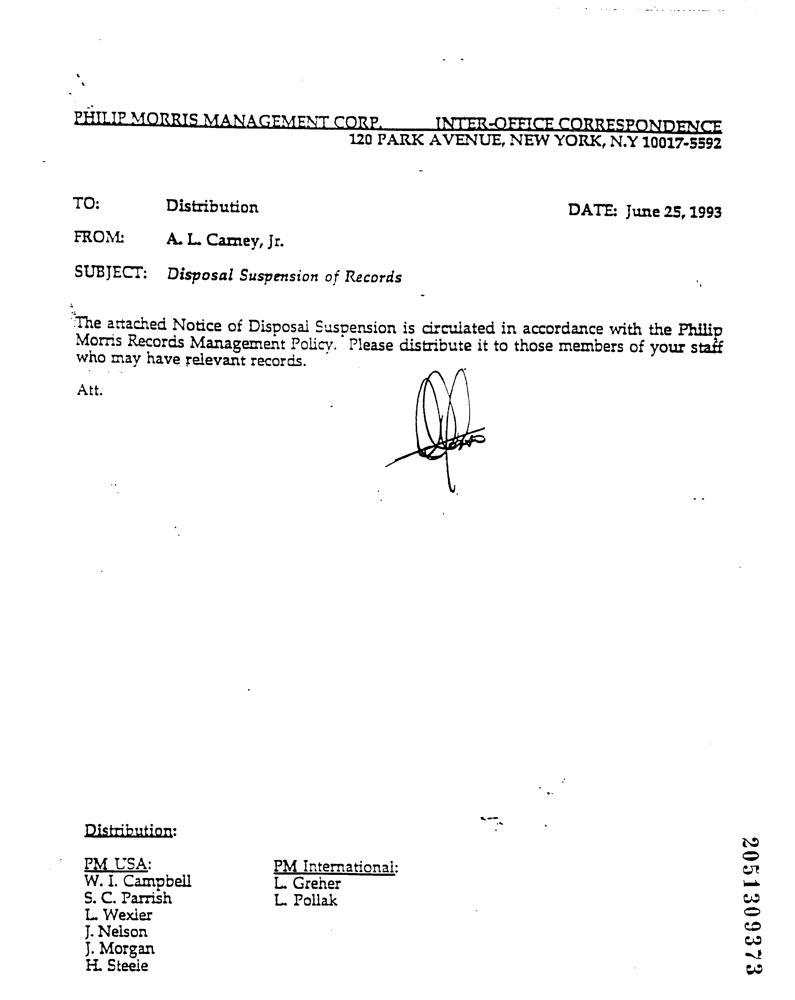 PHILIP MORRIS MANAGEMENT CORP. INTER-OFFICE CORRESPONDENCE
120 PARK AVENUE, NEW YORK, N.Y 10017-5592
TO: Distribution DATE: June 25, 1993
FROM: A. L. Carney, Jr.
SUBJECT: Disposal Suspension of Records
The attached Notice of Disposal Suspension is circulated in accordance with the Philip
Morris Records Management Policy. Please distribute it to those members of your staff
who may have relevant records.
Att.
Distribution:
PM USA:
W. I. Campbell
S. C. Parrish
L. Wexler
J. Nelson
J. Morgan
H. Steele
PM International:
L. Greher
L. Pollak
2051309373